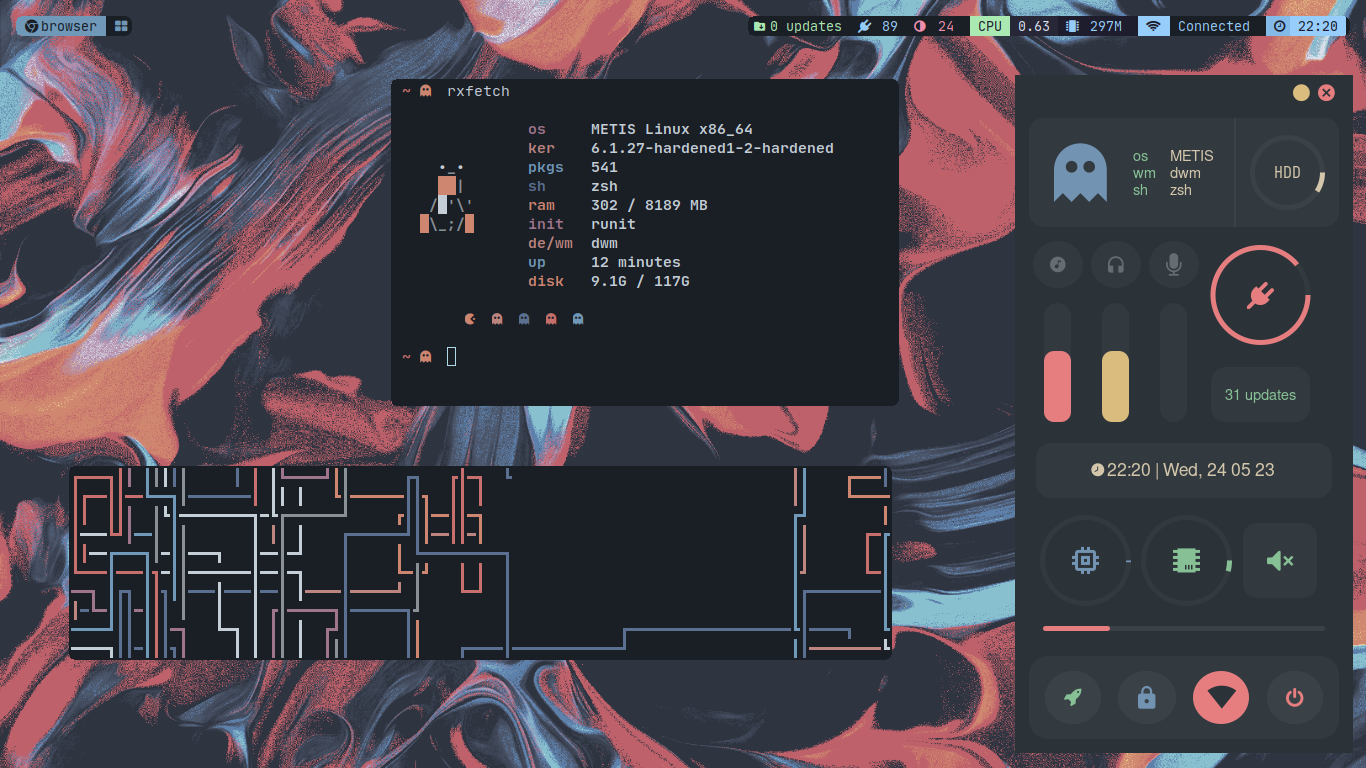 browser
0 updates 89 24 CPU 0.63 297M Connected 22:20
~ rxfetch
os METIS Linux x86_64
ker 6.1.27-hardened1-2-hardened
pkgs 541
sh zsh
ram 302 / 8189 MB
init runit
de/wm dwm
up 12 minutes
disk 9.1G / 117G
~
os METIS
wm dwm
sh zsh
HDD
31 updates
22:20 | Wed, 24 05 23